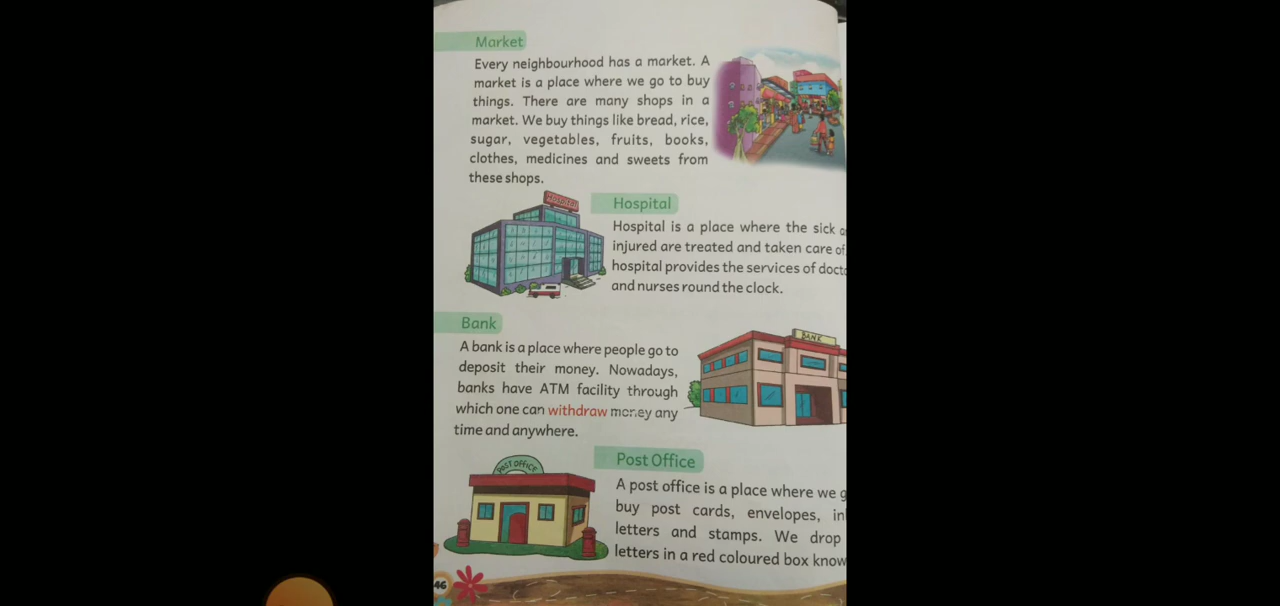 Market
Every neighbourhood has a market. A
market is a place where we go to buy
things. There are many shops in a
market. We buy things like bread, rice,
sugar, vegetables, fruits, books,
clothes, medicines and sweets from
these shops.
HOSPITAL
Hospital
Hospital is a place where the sick
injured are treated and taken care of.
hospital provides the services of
and nurses round the clock.
Bank
A bank is a place where people go to
deposit their money. Nowadays,
banks have ATM facility through
which one can withdraw money any
time and anywhere.
BANK
POST OFFICE
Post Office
A post office is a place where we
buy post cards, envelopes,
letters and stamps. We drop
letters in a red coloured box
46